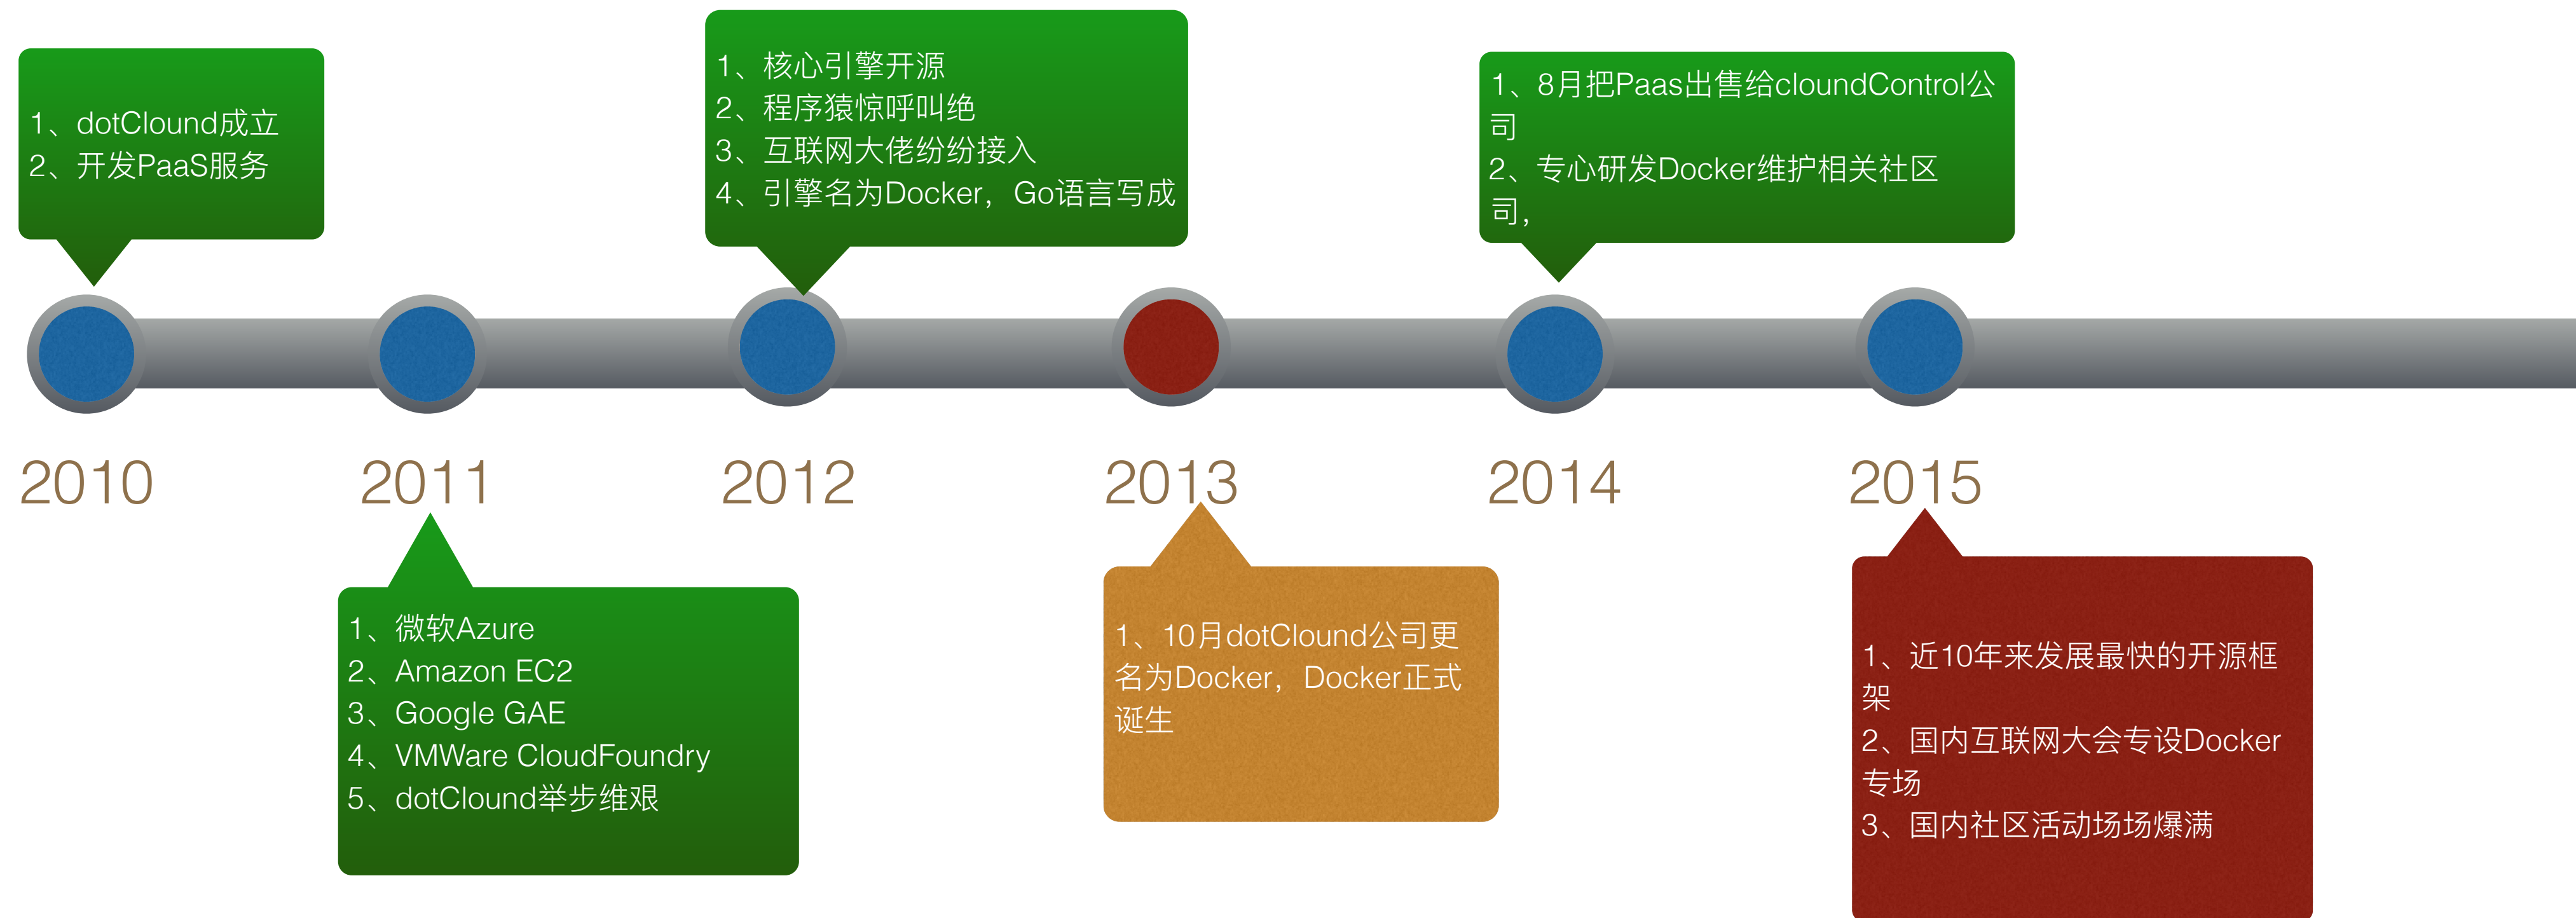 1、dotClound成立
2、开发PaaS服务
1、核心引擎开源
2、程序猿惊呼叫绝
3、互联网大佬纷纷接入
4、引擎名为Docker，Go语言写成
1、8月把Paas出售给cloundControl公
司
2、专心研发Docker维护相关社区
司，
2010
2011
2012
2013
2014
2015
1、微软Azure
2、Amazon EC2
3、Google GAE
4、VMWare CloudFoundry
5、dotClound举步维艰
1、10月dotClound公司更
名为Docker，Docker正式
诞生
1、近10年来发展最快的开源框
架
2、国内互联网大会专设Docker
专场
3、国内社区活动场场爆满